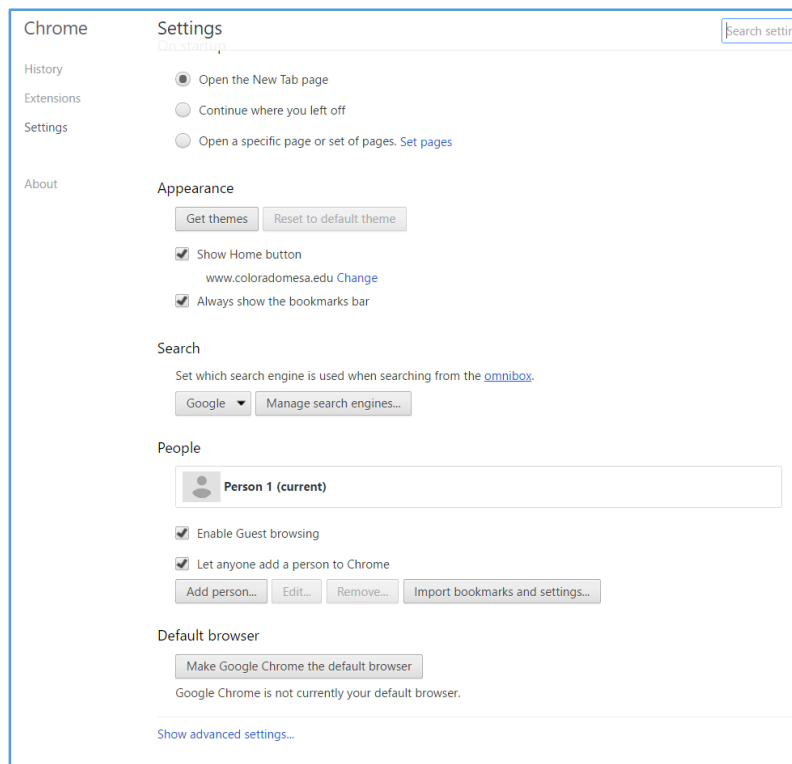 Chrome
Settings
Search settin
On startup
History
Extensions
Settings
About
Open the New Tab page
Continue where you left off
Open a specific page or set of pages. Set pages
Appearance
Get themes Reset to default theme
Show Home button
www.coloradomesa.edu Change
Always show the bookmarks bar
Search
Set which search engine is used when searching from the omnibox.
Google Manage search engines...
People
Person 1 (current)
Enable Guest browsing
Let anyone add a person to Chrome
Add person... Edit... Remove... Import bookmarks and settings...
Default browser
Make Google Chrome the default browser
Google Chrome is not currently your default browser.
Show advanced settings...